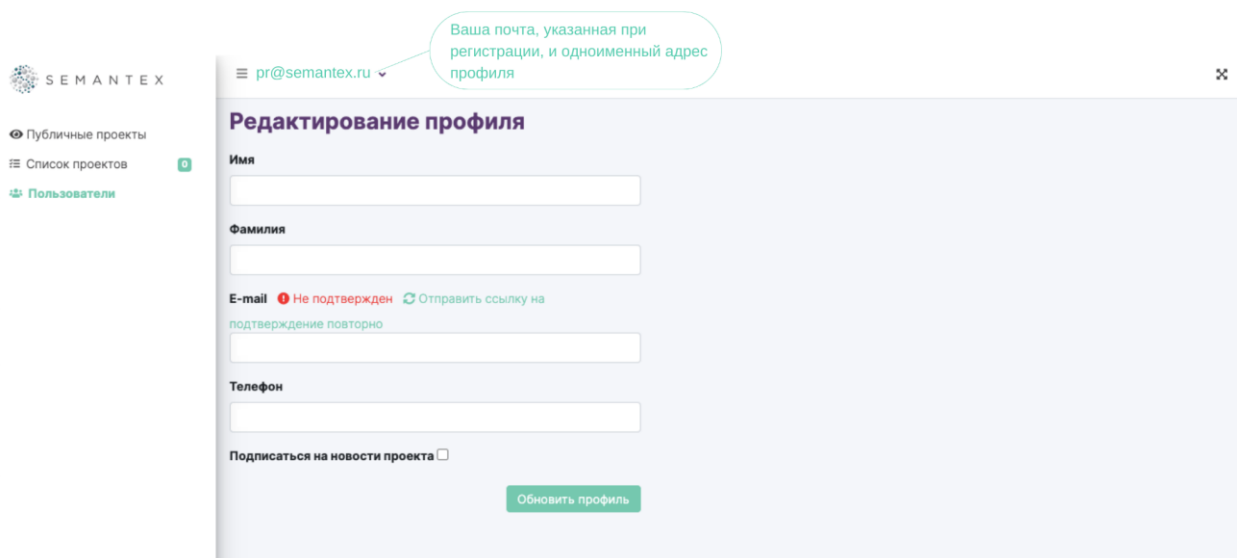 Ваша почта, указанная при
регистрации, и одноименный адрес
профиля
SEMANTEX
pr@semantex.ru
Публичные проекты
Список проектов 0
Пользователи
Редактирование профиля
Имя
Фамилия
E-mail Не подтвержден Отправить ссылку на
подтверждение повторно
Телефон
Подписаться на новости проекта
Обновить профиль